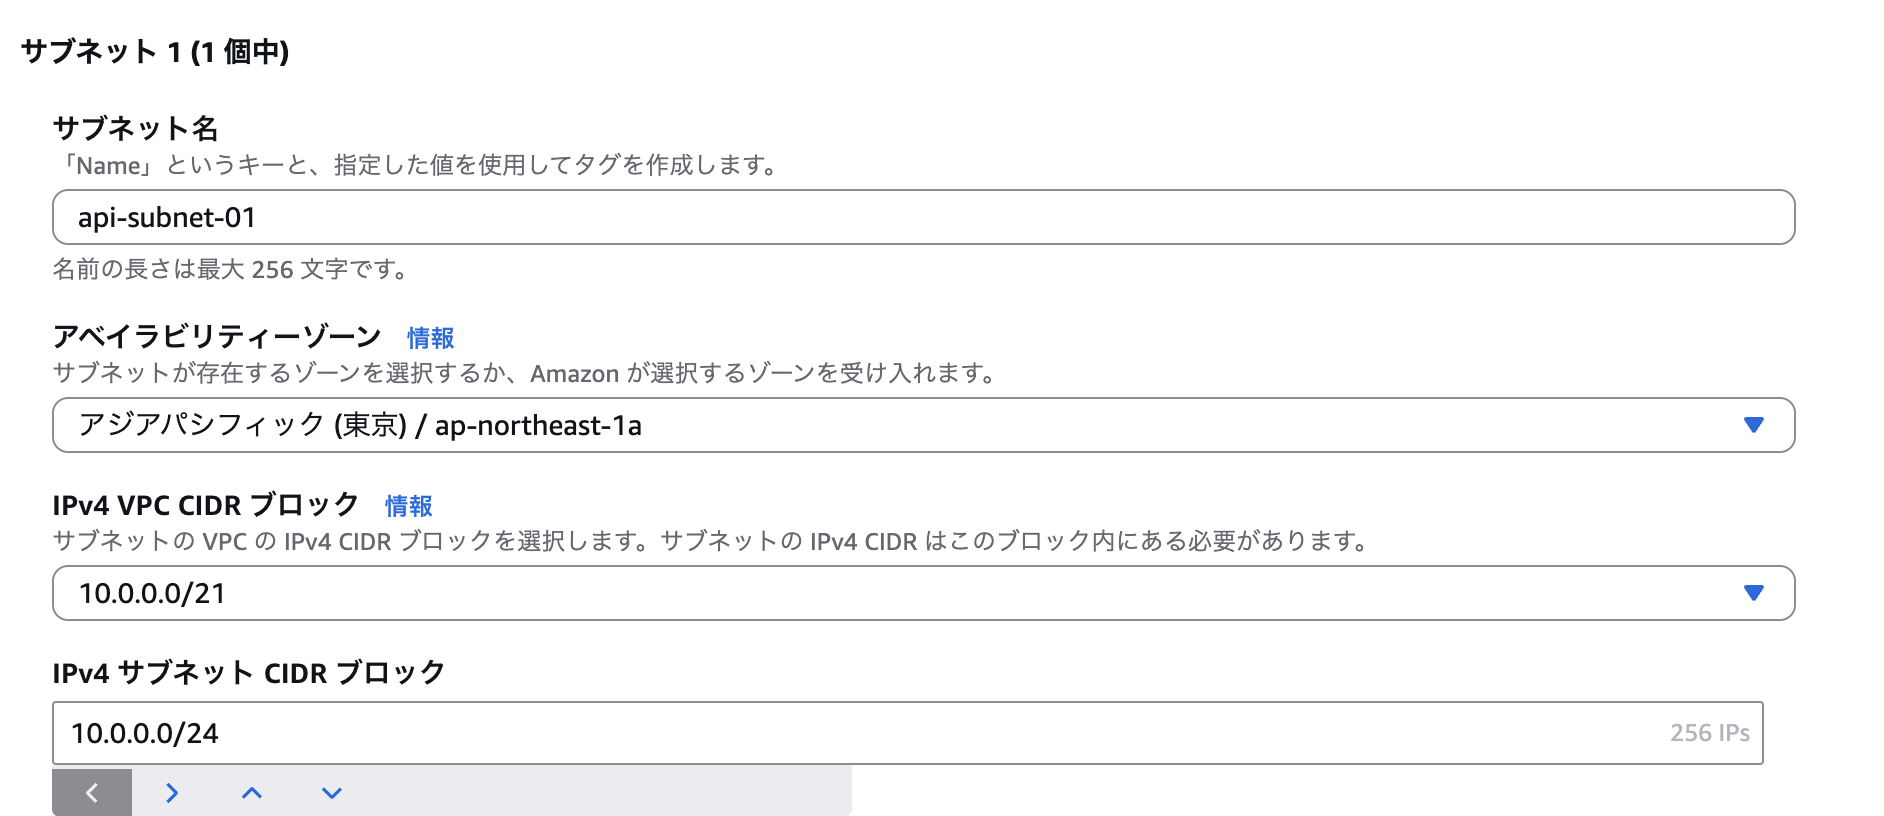 サブネット 1 (1 個中)
サブネット名
「Name」というキーと、指定した値を使用してタグを作成します。
api-subnet-01
名前の長さは最大 256 文字です。
アベイラビリティーゾーン 情報
サブネットが存在するゾーンを選択するか、Amazon が選択するゾーンを受け入れます。
アジアパシフィック (東京) / ap-northeast-1a
IPv4 VPC CIDR ブロック 情報
サブネットの VPC の IPv4 CIDR ブロックを選択します。サブネットの IPv4 CIDR はこのブロック内にある必要があります。
10.0.0.0/21
IPv4 サブネット CIDR ブロック
10.0.0.0/24 256 IPs